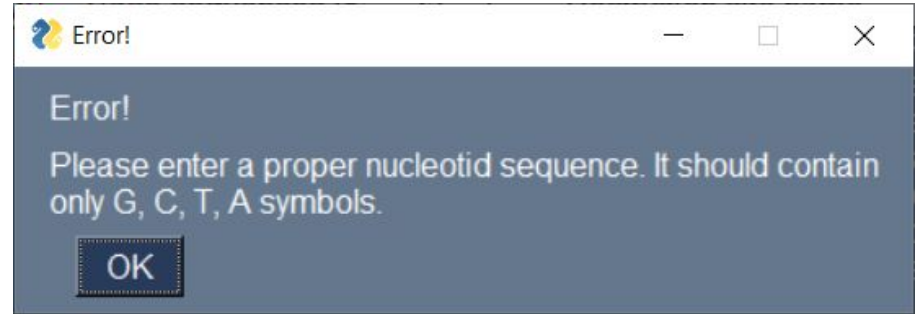 Error!
Error!
Please enter a proper nucleotid sequence. It should contain
only G, C, T, A symbols.
OK